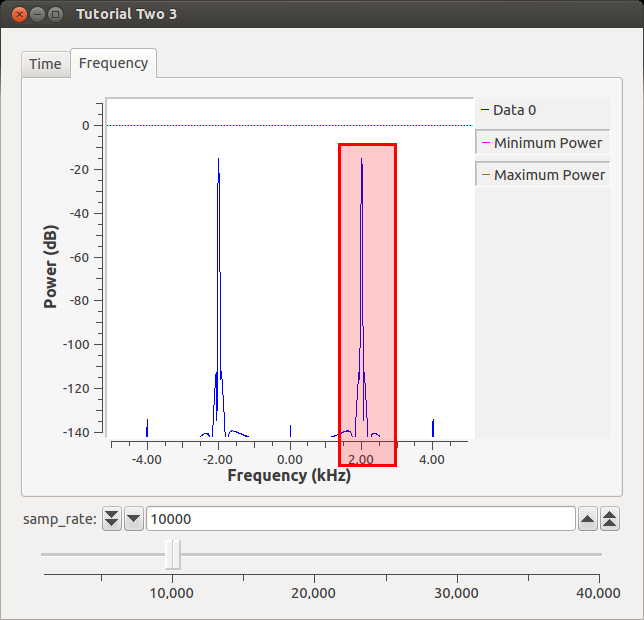 Tutorial Two 3
Time
Frequency
Data 0
Minimum Power
Maximum Power
Power (dB)
0
-20
-40
-60
-80
-100
-120
-140
-4.00 -2.00 0.00 2.00 4.00
Frequency (kHz)
samp_rate: 10000
10,000 20,000 30,000 40,000